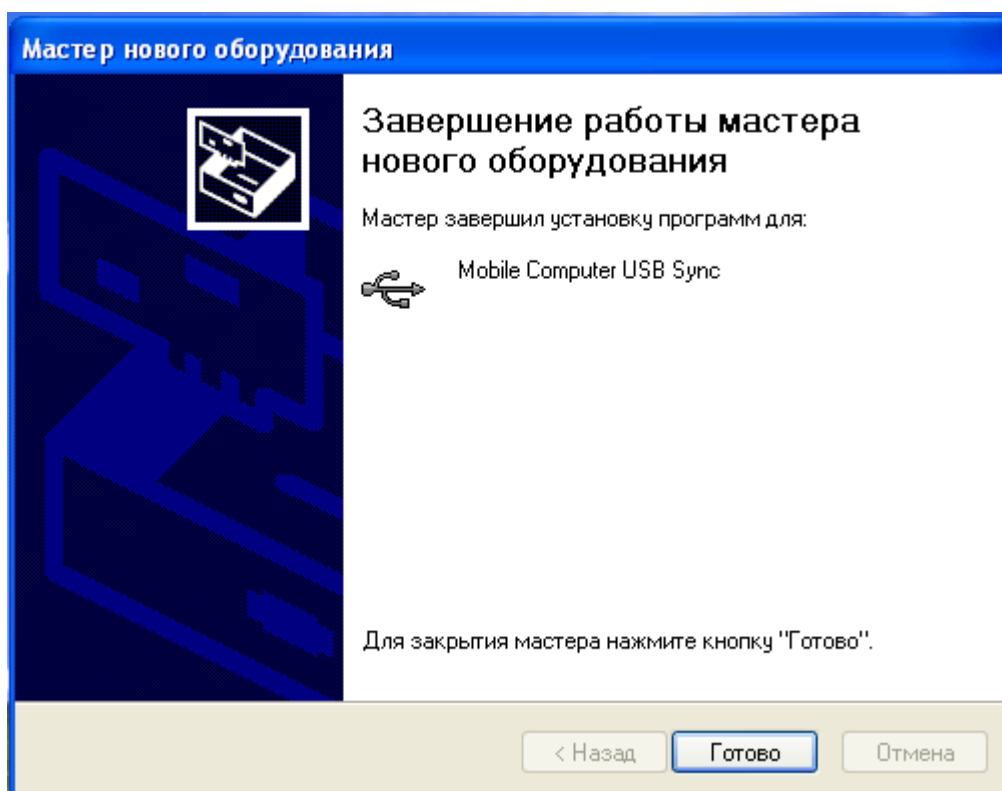 Мастер нового оборудования
Завершение работы мастера
нового оборудования
Мастер завершил установку программ для:
Mobile Computer USB Sync
Для закрытия мастера нажмите кнопку "Готово".
< Назад Готово Отмена